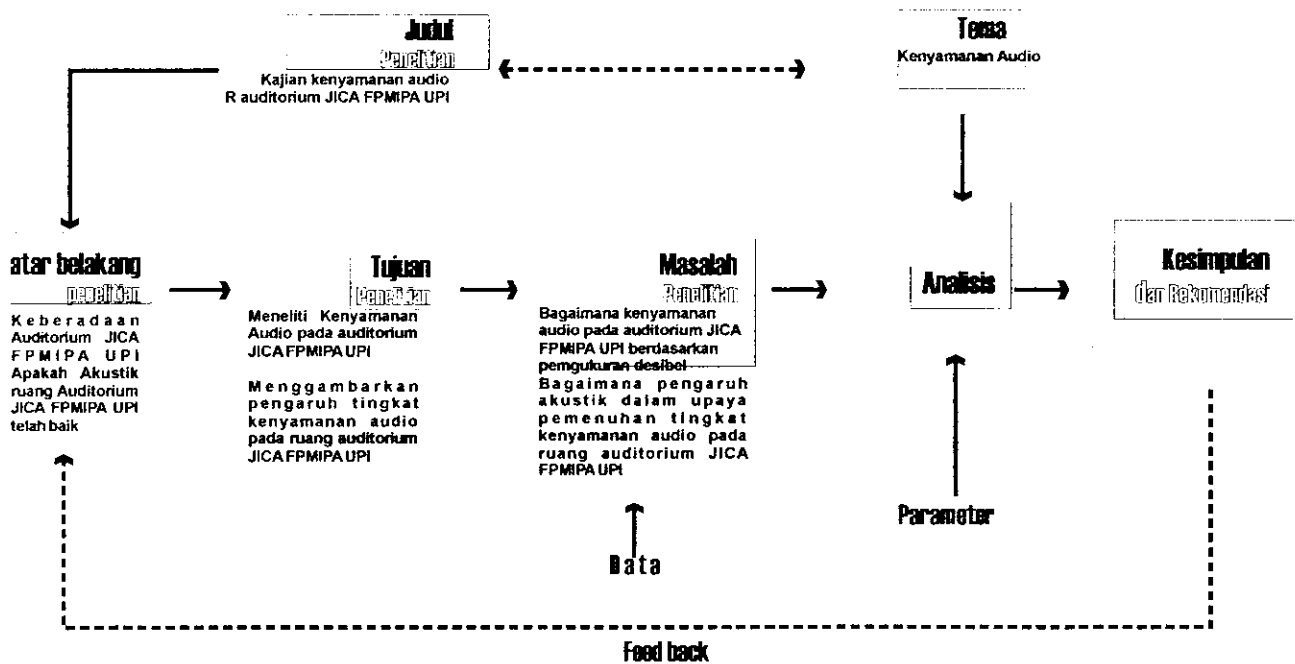 Judul
Penelitian
Kajian kenyamanan audio
R auditorium JICA FPMIPA UPI
Tema
Kenyamanan Audio
atar belakang
penelitian
Keberadaan
Auditorium JICA
FPMIPA UPI
Apakah Akustik
ruang Auditorium
JICA FPMIPA UPI
telah baik
Tujuan
Penelitian
Meneliti Kenyamanan
Audio pada auditorium
JICA FPMIPA UPI
Menggambarkan
pengaruh tingkat
kenyamanan audio
pada ruang auditorium
JICA FPMIPA UPI
Masalah
Penelitian
Bagaimana kenyamanan
audio pada auditorium JICA
FPMIPA UPI berdasarkan
pemgukuran desibel
Bagaimana pengaruh
akustik dalam upaya
pemenuhan tingkat
kenyamanan audio pada
ruang auditorium JICA
FPMIPA UPI
Analisis
Kesimpulan
dan Rekomendasi
Parameter
Data
Feed back